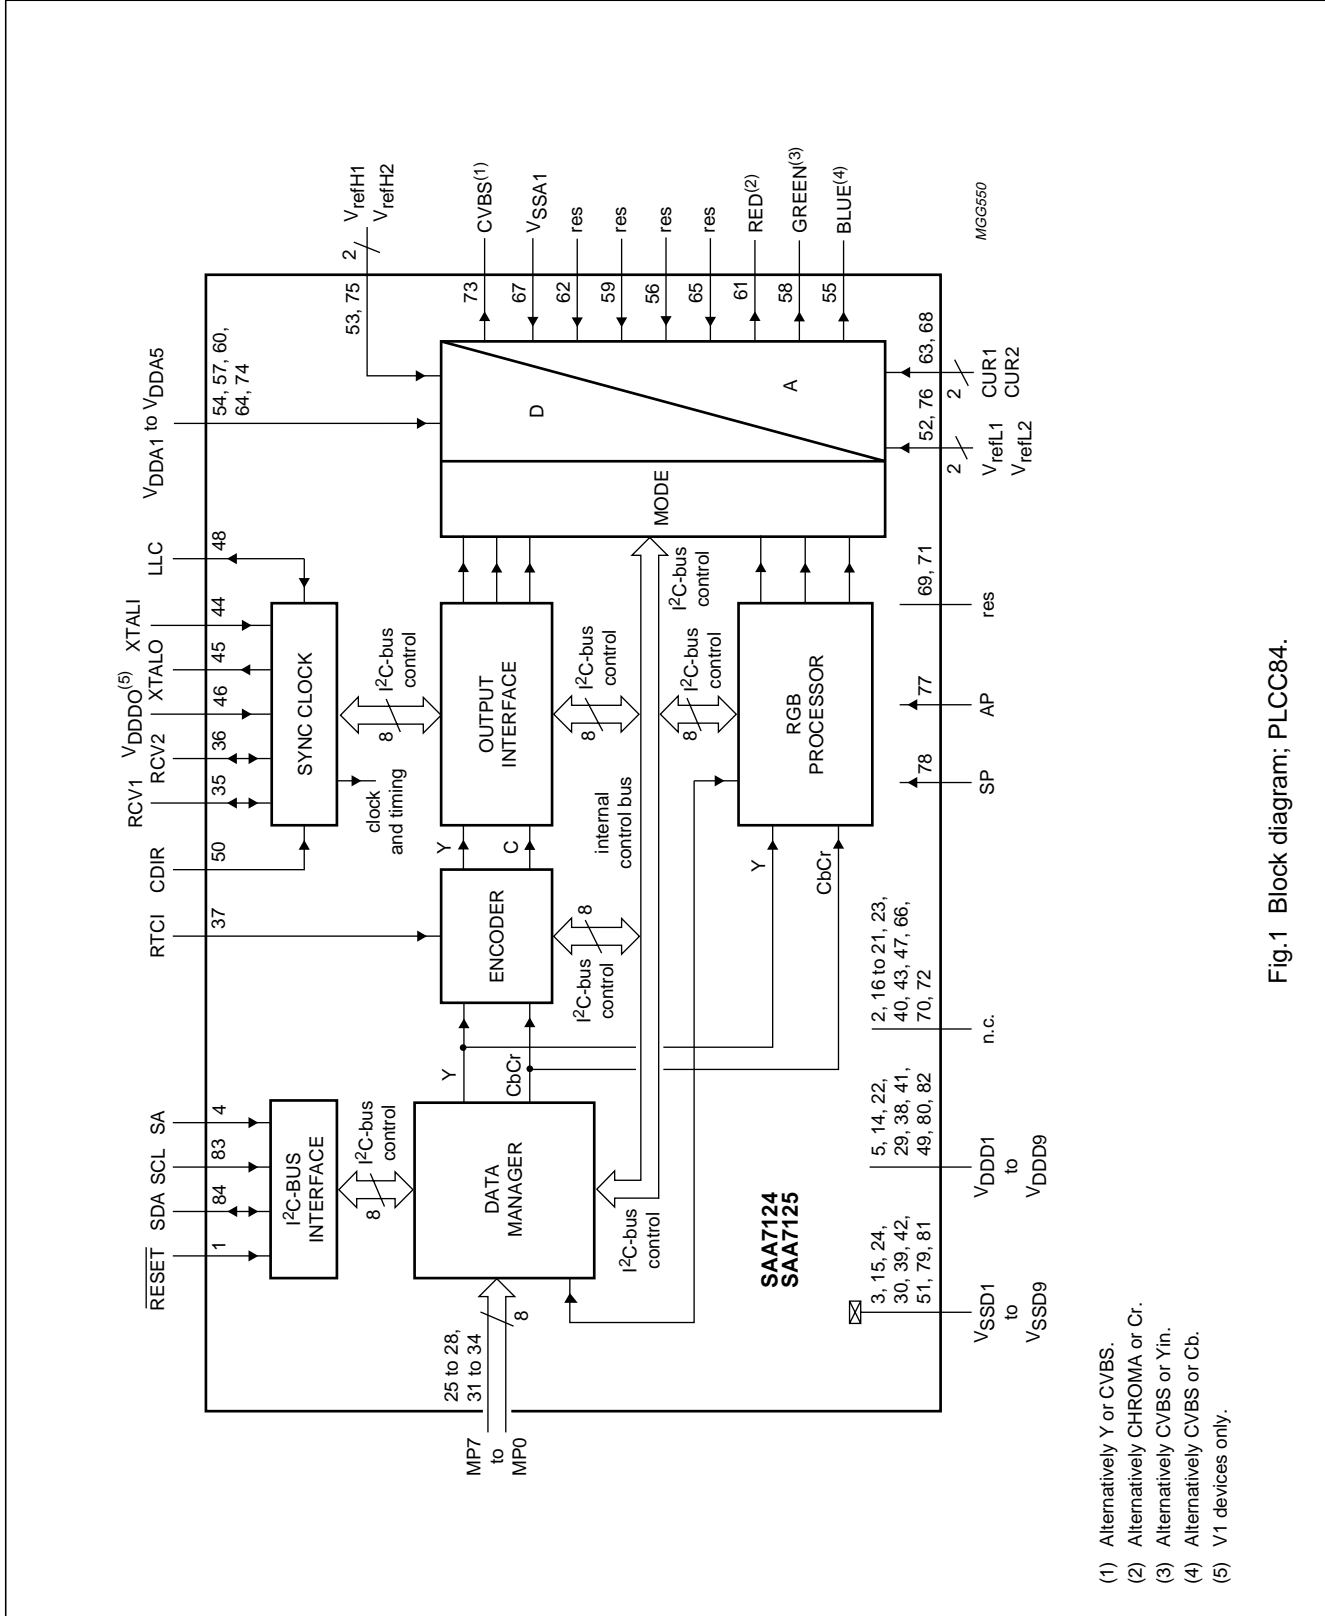 RESET
SDA
SCL
SA
RTCI
CDIR
RCV1
RCV2
VDDDO(5)
XTALO
XTALI
LLC
VDDA1 to VDDA5
1
84
83
4
37
50
35
36
46
45
44
48
54, 57, 60,
64, 74
53, 75
2
VrefH1
VrefH2
I2C-BUS
INTERFACE
SYNC CLOCK
clock
and timing
8
I2C-bus
control
8
I2C-bus
control
25 to 28,
31 to 34
MP7
to
MP0
8
DATA
MANAGER
Y
CbCr
ENCODER
Y
C
OUTPUT
INTERFACE
MODE
D
A
73
CVBS(1)
67
VSSA1
62
res
59
res
56
res
65
res
61
RED(2)
58
GREEN(3)
55
BLUE(4)
I2C-bus
control
I2C-bus
control
8
internal
control bus
8
I2C-bus
control
8
I2C-bus
control
I2C-bus
control
Y
CbCr
RGB
PROCESSOR
SAA7124
SAA7125
3, 15, 24,
30, 39, 42,
51, 79, 81
VSSD1
to
VSSD9
5, 14, 22,
29, 38, 41,
49, 80, 82
VDDD1
to
VDDD9
2, 16 to 21, 23,
40, 43, 47, 66,
70, 72
n.c.
78
SP
77
AP
69, 71
res
52, 76
2
VrefL1
VrefL2
63, 68
2
CUR1
CUR2
MGG550
(1) Alternatively Y or CVBS.
(2) Alternatively CHROMA or Cr.
(3) Alternatively CVBS or Yin.
(4) Alternatively CVBS or Cb.
(5) V1 devices only.
Fig.1 Block diagram; PLCC84.